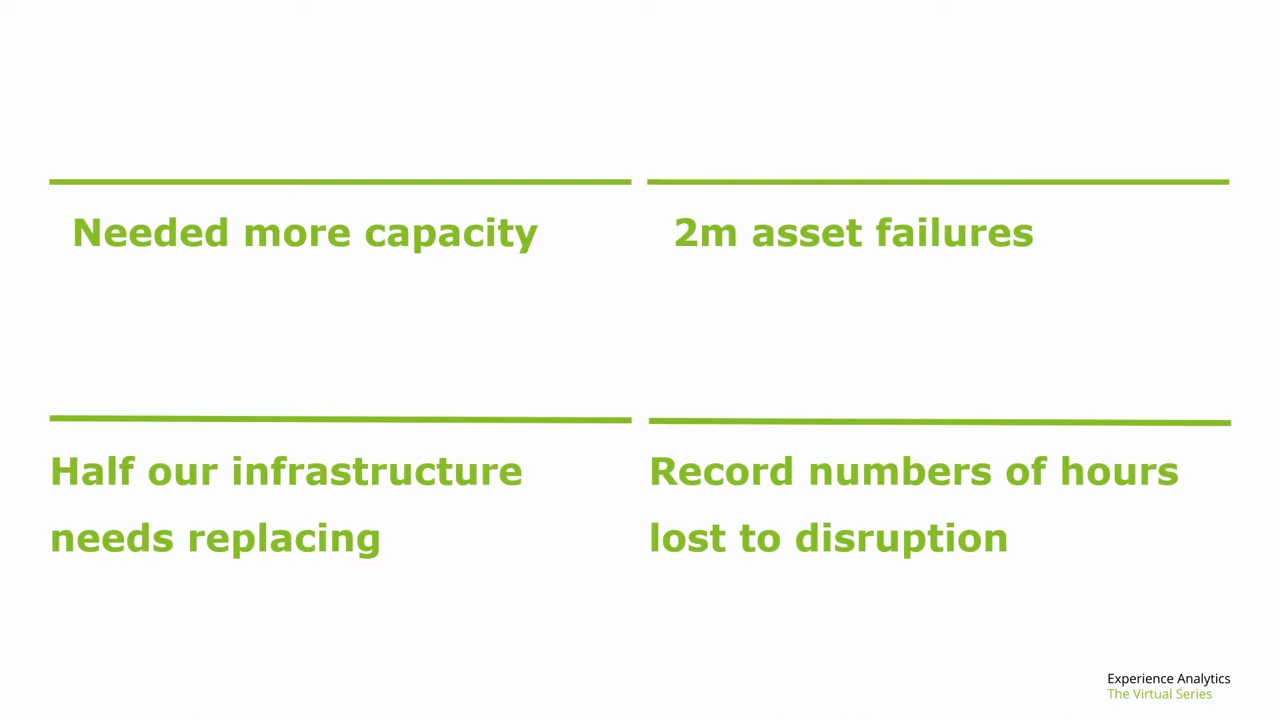 Needed more capacity
2m asset failures
Half our infrastructure
needs replacing
Record numbers of hours
lost to disruption
Experience Analytics
The Virtual Series